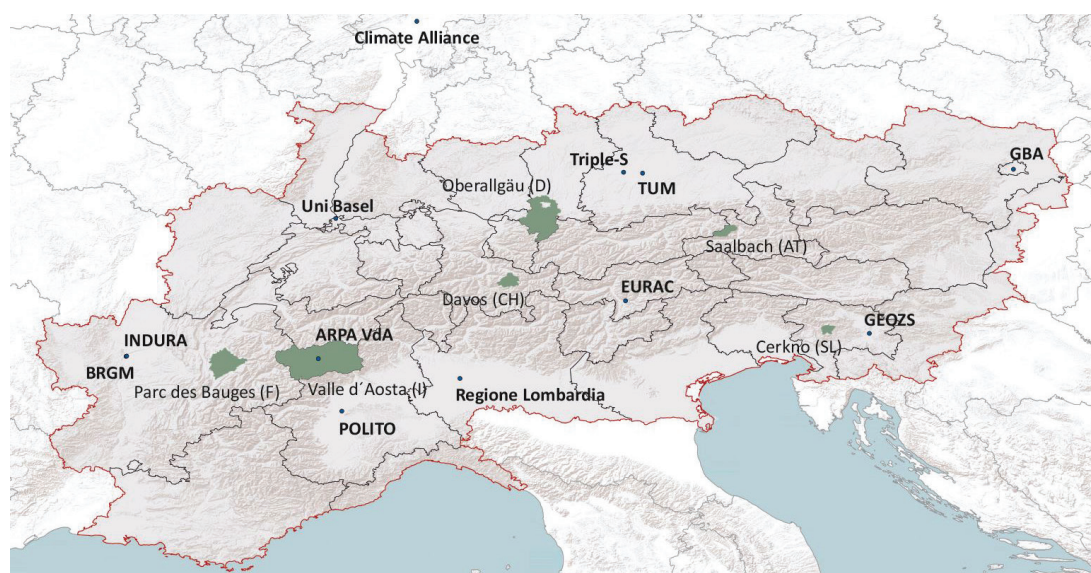 Climate Alliance
GBA
Triple-S
TUM
Oberallgäu (D)
Uni Basel
Saalbach (AT)
EURAC
Davos (CH)
GEOZS
INDURA
ARPA VdA
Cerkno (SL)
BRGM
Parc des Bauges (F)
Valle d´Aosta (I)
Regione Lombardia
POLITO